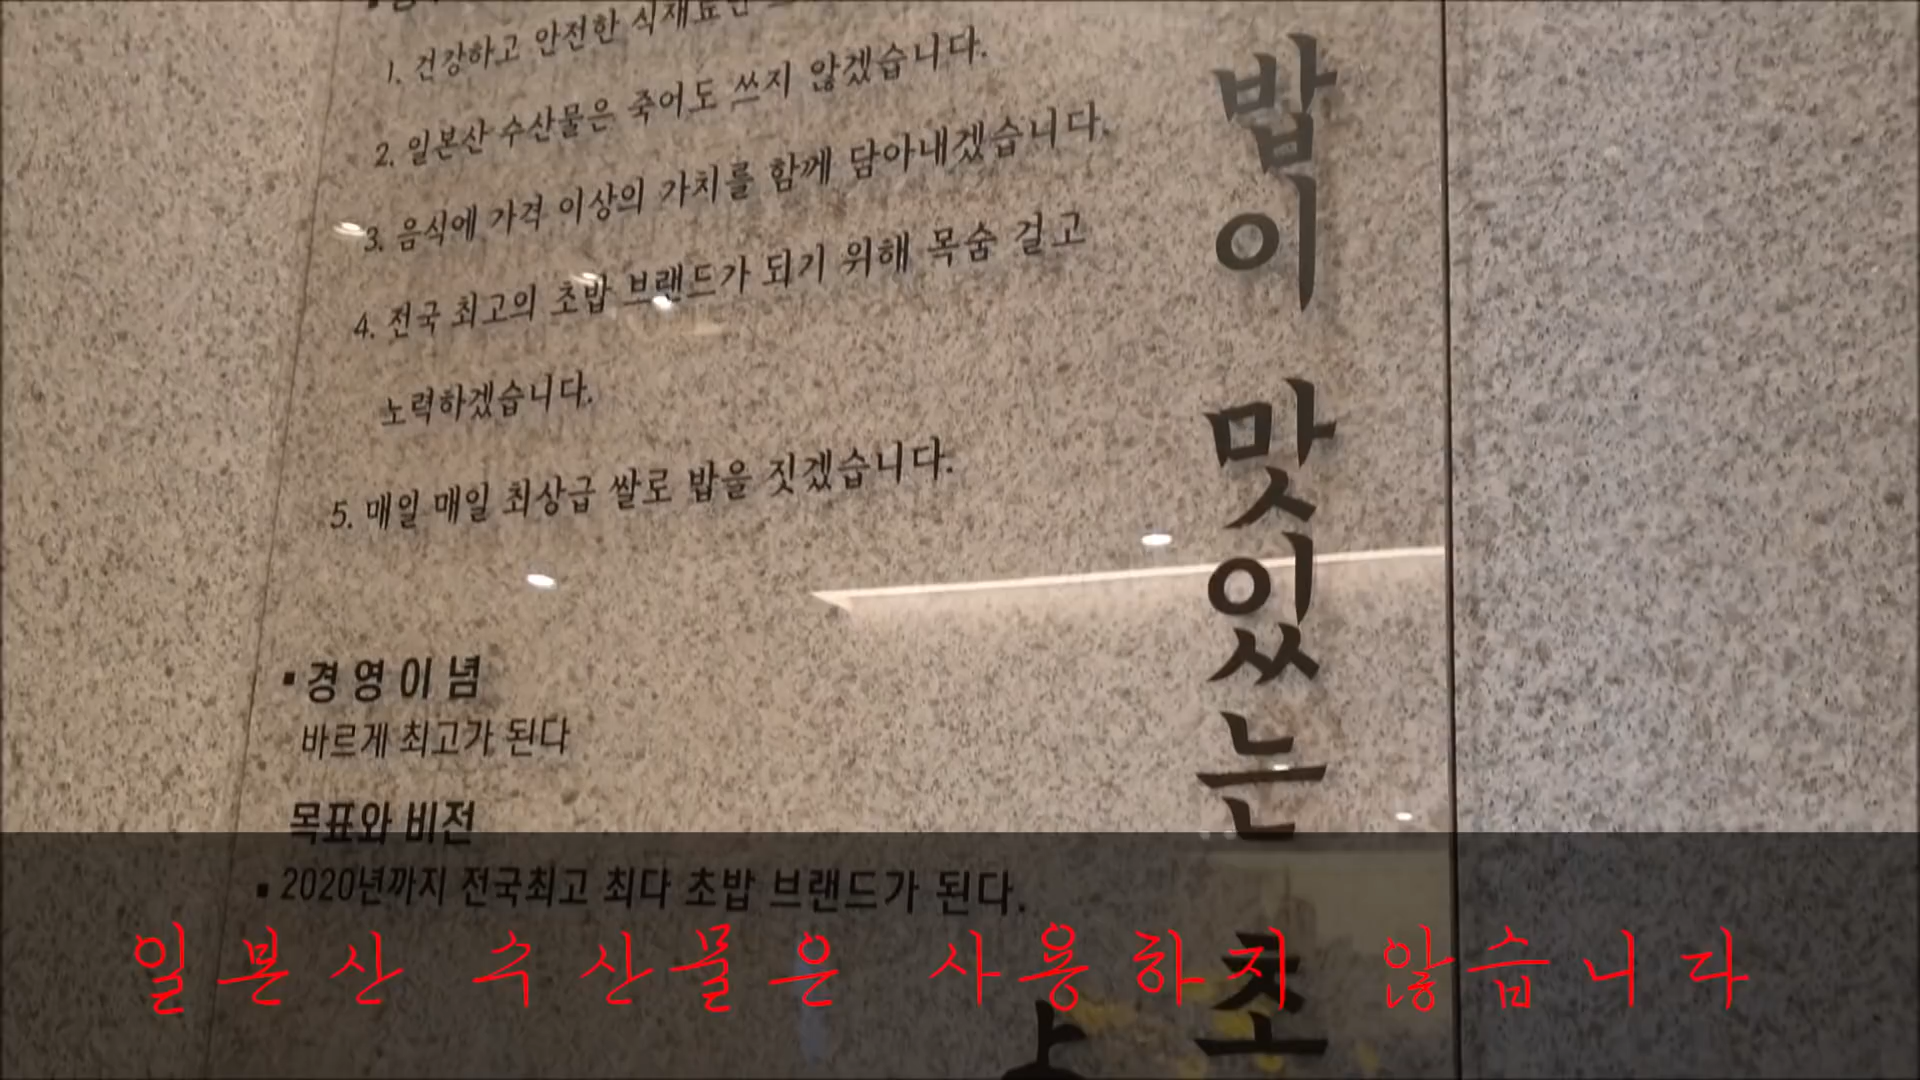 1. 건강하고 안전한 식재료만
2. 일본산 수산물은 죽어도 쓰지 않겠습니다.
3. 음식에 가격 이상의 가치를 함께 담아내겠습니다.
4. 전국 최고의 초밥 브랜드가 되기 위해 목숨 걸고
노력하겠습니다.
5. 매일 매일 최상급 쌀로 밥을 짓겠습니다.
▪ 경영이념
바르게 최고가 된다
목표와 비전
▪ 2020년까지 전국최고 최다 초밥 브랜드가 된다.
밥이 맛있는 초
일본산 수산물은 사용하지 않습니다